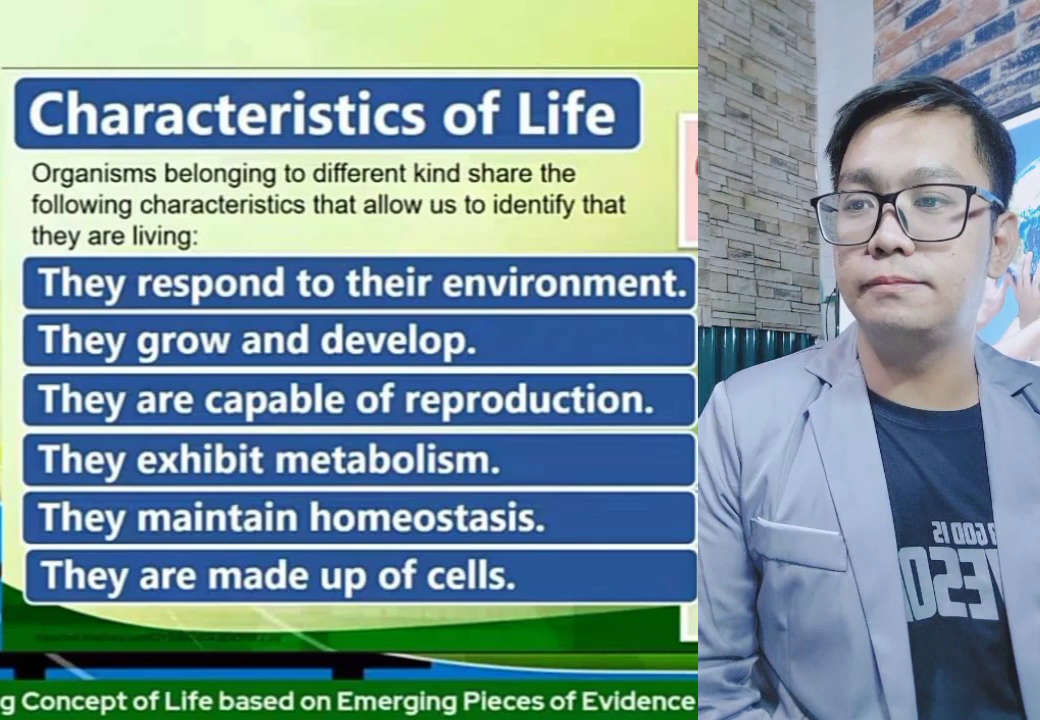 Characteristics of Life
Organisms belonging to different kind share the
following characteristics that allow us to identify that
they are living:
They respond to their environment.
They grow and develop.
They are capable of reproduction.
They exhibit metabolism.
They maintain homeostasis.
They are made up of cells.
g Concept of Life based on Emerging Pieces of Evidence
GOD IS